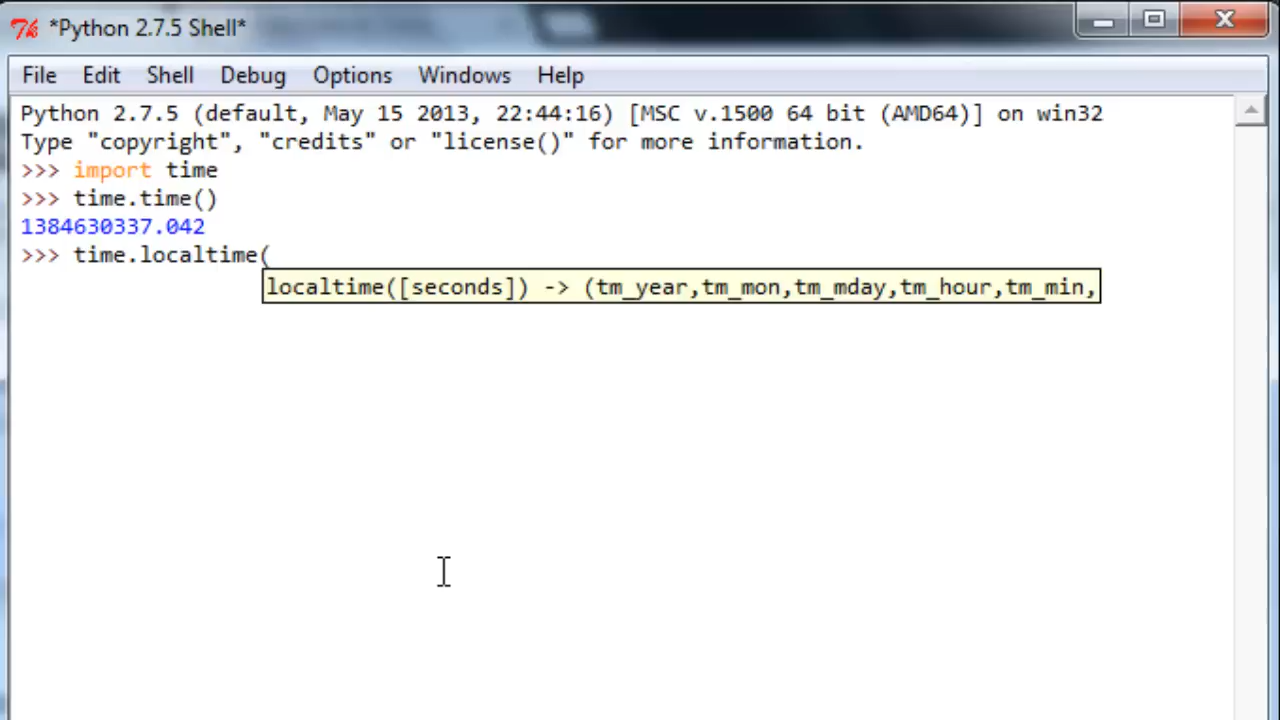 *Python 2.7.5 Shell*
File Edit Shell Debug Options Windows Help
Python 2.7.5 (default, May 15 2013, 22:44:16) [MSC v.1500 64 bit (AMD64)] on win32
Type "copyright", "credits" or "license()" for more information.
>>> import time
>>> time.time()
1384630337.042
>>> time.localtime(
localtime([seconds]) -> (tm_year,tm_mon,tm_mday,tm_hour,tm_min,